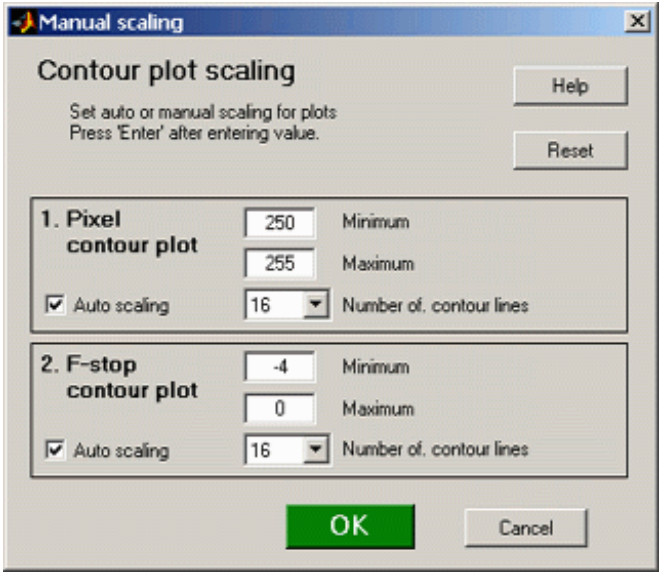 Manual scaling
Contour plot scaling
Help
Set auto or manual scaling for plots
Press 'Enter' after entering value.
Reset
1. Pixel
contour plot
250 Minimum
255 Maximum
Auto scaling 16 Number of. contour lines
2. F-stop
contour plot
-4 Minimum
0 Maximum
Auto scaling 16 Number of. contour lines
OK
Cancel